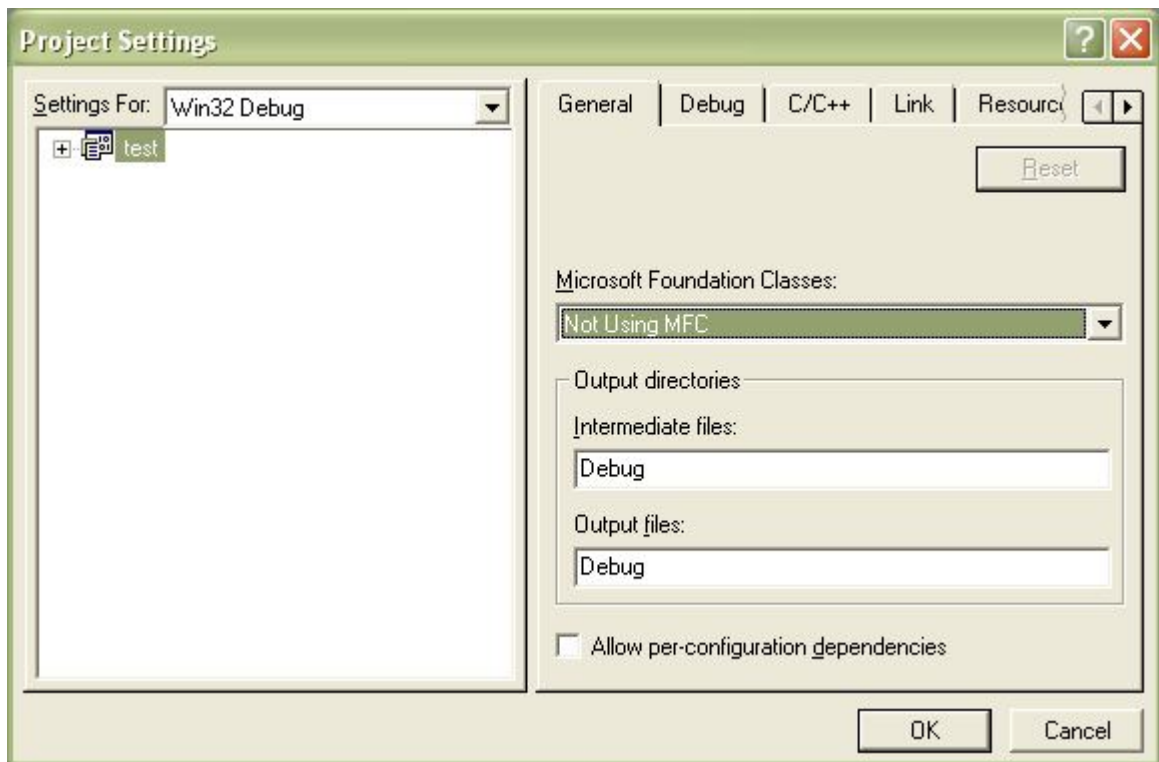 Project Settings
Settings For: Win32 Debug
test
General Debug C/C++ Link Resourc
Reset
Microsoft Foundation Classes:
Not Using MFC
Output directories
Intermediate files:
Debug
Output files:
Debug
Allow per-configuration dependencies
OK Cancel